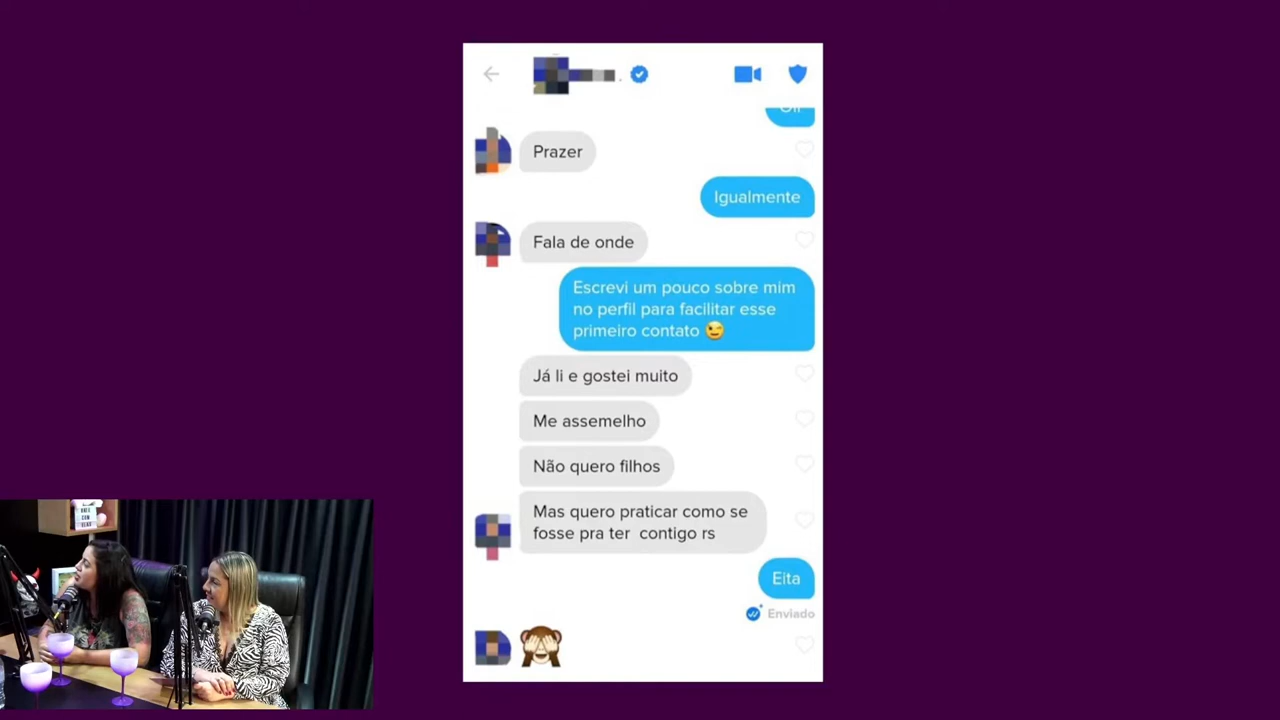 Prazer
Igualmente
Fala de onde
Escrevi um pouco sobre mim
no perfil para facilitar esse
primeiro contato 😉
Já li e gostei muito
Me assemelho
Não quero filhos
Mas quero praticar como se
fosse pra ter contigo rs
Eita
Enviado
🙈